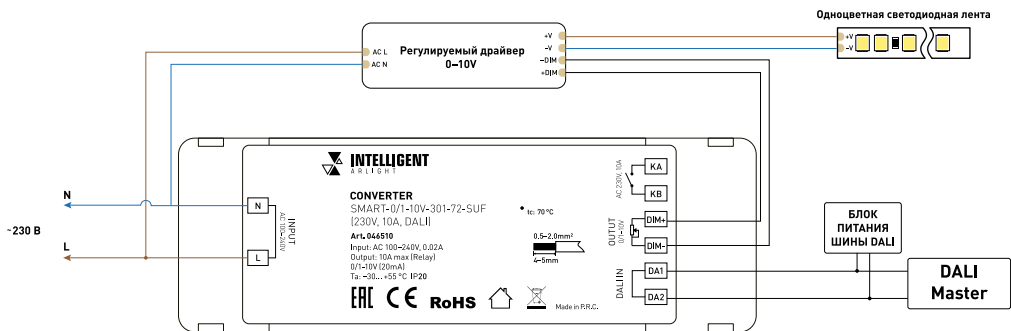 Одноцветная светодиодная лента
+V
-V
Регулируемый драйвер
0–10V
AC L
AC N
+V
-V
-DIM
+DIM
N
~230 В
L
N
L
INPUT
AC 100-240V
INTELLIGENT
ARLIGHT
CONVERTER
SMART-0/1-10V-301-72-SUF
(230V, 10A, DALI)
Art. 046510
Input: AC 100–240V, 0.02A
Output: 10A max (Relay)
0/1-10V (20mA)
Ta: –30... +55 °C IP20
EAC CE RoHS
Made in P.R.C.
tc: 70 °C
0.5–2.0mm²
4–5mm
AC 230V, 10A
KA
KB
OUTUT
0/1-10V
DIM+
DIM-
DALI IN
DA1
DA2
БЛОК
ПИТАНИЯ
ШИНЫ DALI
DALI
Master